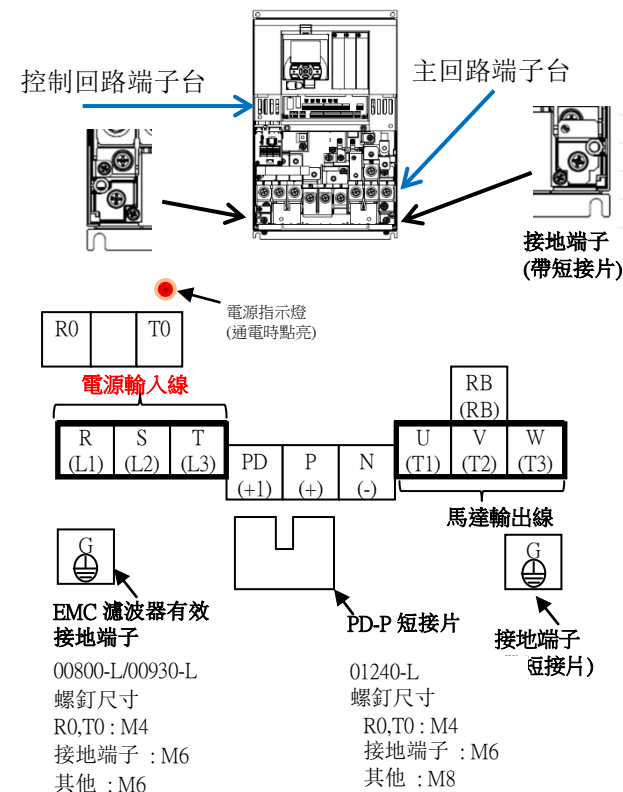 控制回路端子台
主回路端子台
接地端子
(帶短接片)
電源指示燈
(通電時點亮)
R0
T0
電源輸入線
RB
(RB)
R
(L1)
S
(L2)
T
(L3)
PD
(+1)
P
(+)
N
(-)
U
(T1)
V
(T2)
W
(T3)
馬達輸出線
G
G
EMC 濾波器有效
接地端子
PD-P 短接片
接地端子
短接片)
00800-L/00930-L
螺釘尺寸
R0,T0 : M4
接地端子 : M6
其他 : M6
01240-L
螺釘尺寸
R0,T0 : M4
接地端子 : M6
其他 : M8